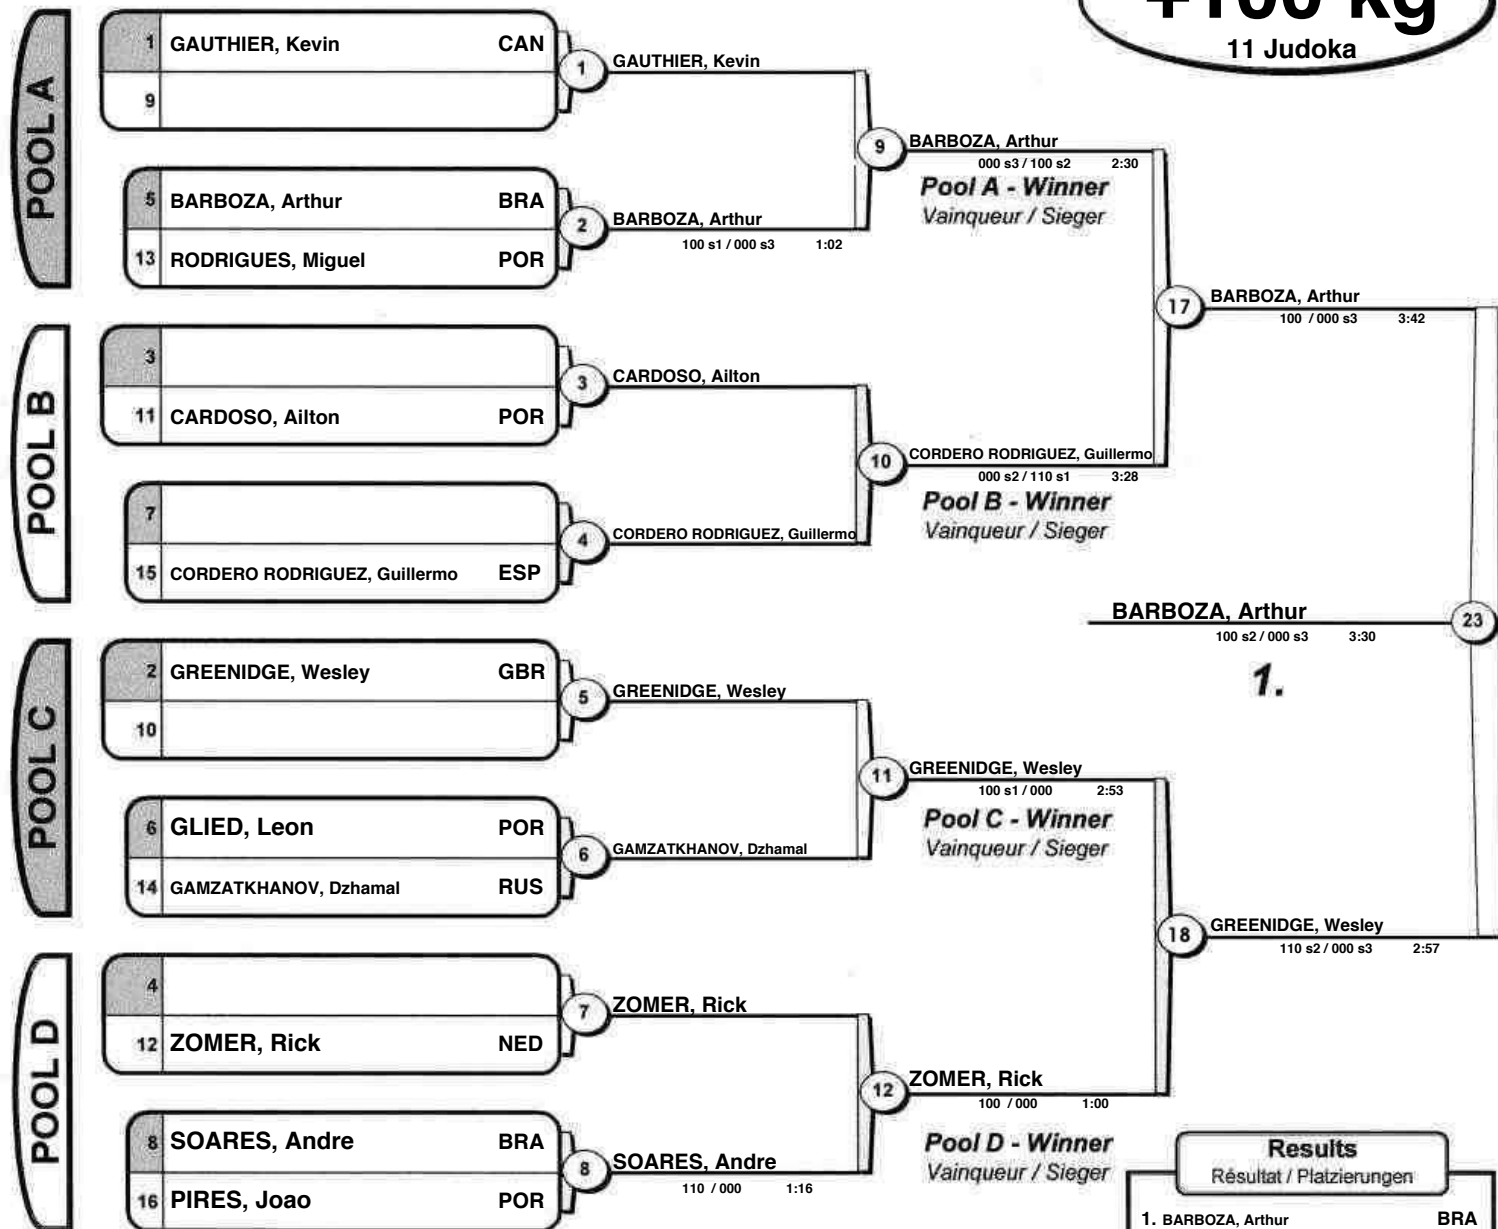 +100 kg
11 Judoka
POOL A
1 GAUTHIER, Kevin CAN
9
1
GAUTHIER, Kevin
5 BARBOZA, Arthur BRA
13 RODRIGUES, Miguel POR
2
BARBOZA, Arthur
100 s1 / 000 s3 1:02
9
BARBOZA, Arthur
000 s3 / 100 s2 2:30
Pool A - Winner
Vainqueur / Sieger
POOL B
3
11 CARDOSO, Ailton POR
3
CARDOSO, Ailton
7
15 CORDERO RODRIGUEZ, Guillermo ESP
4
CORDERO RODRIGUEZ, Guillermo
10
CORDERO RODRIGUEZ, Guillermo
000 s2 / 110 s1 3:28
Pool B - Winner
Vainqueur / Sieger
17
BARBOZA, Arthur
100 / 000 s3 3:42
BARBOZA, Arthur
100 s2 / 000 s3 3:30
23
1.
POOL C
2 GREENIDGE, Wesley GBR
10
5
GREENIDGE, Wesley
6 GLIED, Leon POR
14 GAMZATKHANOV, Dzhamal RUS
6
GAMZATKHANOV, Dzhamal
11
GREENIDGE, Wesley
100 s1 / 000 2:53
Pool C - Winner
Vainqueur / Sieger
POOL D
4
12 ZOMER, Rick NED
7
ZOMER, Rick
8 SOARES, Andre BRA
16 PIRES, Joao POR
8
SOARES, Andre
110 / 000 1:16
12
ZOMER, Rick
100 / 000 1:00
Pool D - Winner
Vainqueur / Sieger
18
GREENIDGE, Wesley
110 s2 / 000 s3 2:57
Results
Résultat / Platzierungen
1. BARBOZA, Arthur BRA